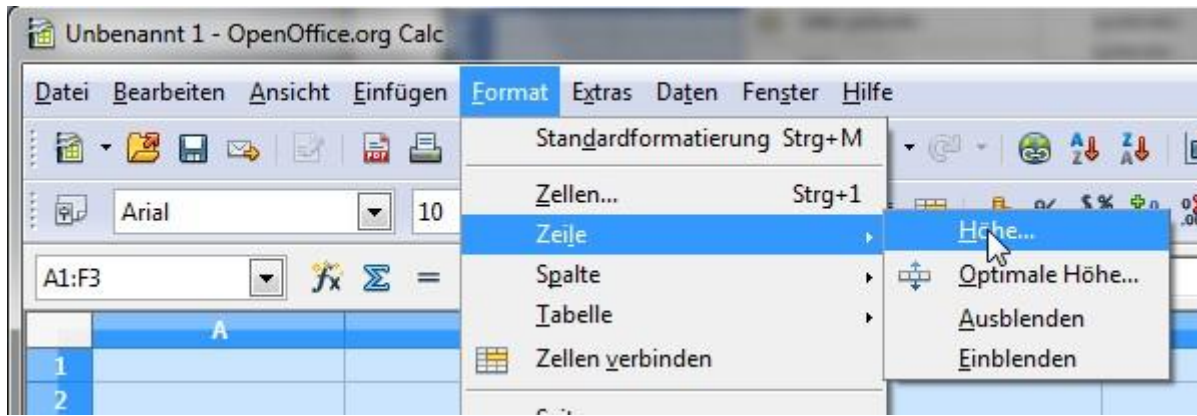 Unbenannt 1 - OpenOffice.org Calc
Datei Bearbeiten Ansicht Einfügen Format Extras Daten Fenster Hilfe
Standardformatierung Strg+M
Arial 10
Zellen... Strg+1
Zeile
Höhe...
A1:F3
Spalte
Optimale Höhe...
Tabelle
Ausblenden
A
Zellen verbinden
Einblenden
1
2